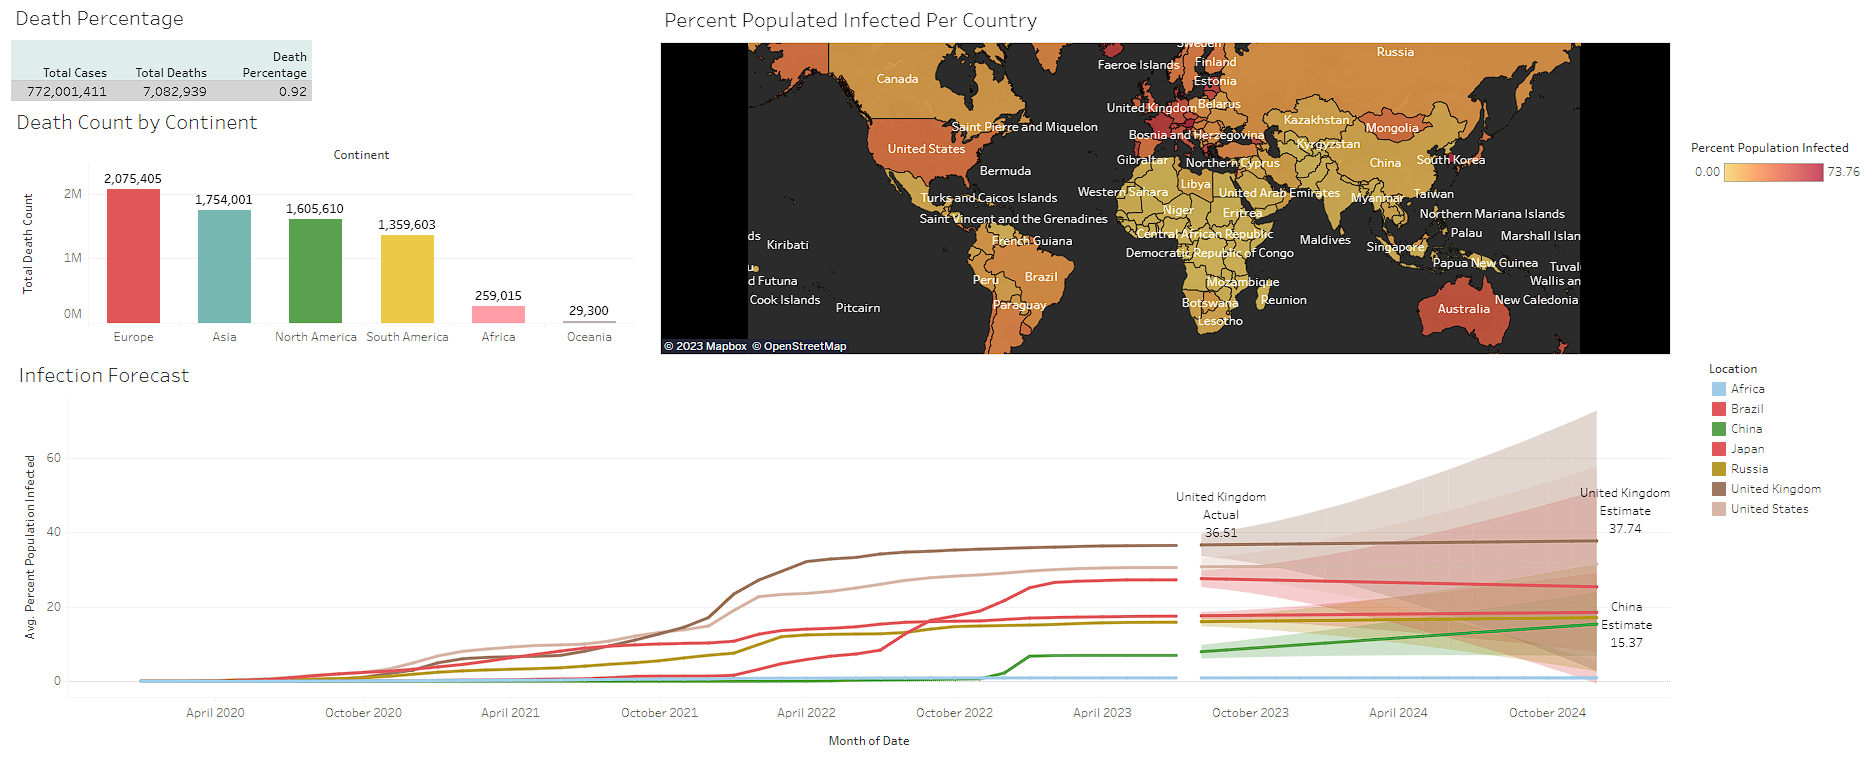 Death Percentage
Total Cases Total Deaths Death Percentage
772,001,411 7,082,939 0.92
Death Count by Continent
Continent
Total Death Count
2M
1M
0M
2,075,405
1,754,001
1,605,610
1,359,603
259,015
29,300
Europe Asia North America South America Africa Oceania
Percent Populated Infected Per Country
Sweden
Russia
Faeroe Islands
Finland
Canada
Estonia
United Kingdom
Belarus
Kazakhstan
Saint Pierre and Miquelon
Mongolia
Bosnia and Herzegovina
United States
Kyrgyzstan
Gibraltar
Northern Cyprus
China
South Korea
Bermuda
Libya
Western Sahara
United Arab Emirates
Turks and Caicos Islands
Myanmar
Taiwan
Niger
Eritrea
Saint Vincent and the Grenadines
Northern Mariana Islands
Central African Republic
Palau
Marshall Islan
ds
Kiribati
French Guiana
Maldives
Singapore
Democratic Republic of Congo
Papua New Guinea
Tuval
u
Peru
Brazil
Mozambique
d Futuna
Wallis an
Cook Islands
Pitcairn
Paraguay
Botswana
Reunion
New Caledonia
Australia
Lesotho
© 2023 Mapbox © OpenStreetMap
Percent Population Infected
0.00 73.76
Infection Forecast
Avg. Percent Population Infected
60
40
20
0
United Kingdom
Actual
36.51
United Kingdom
Estimate
37.74
China
Estimate
15.37
April 2020 October 2020 April 2021 October 2021 April 2022 October 2022 April 2023 October 2023 April 2024 October 2024
Month of Date
Location
Africa
Brazil
China
Japan
Russia
United Kingdom
United States